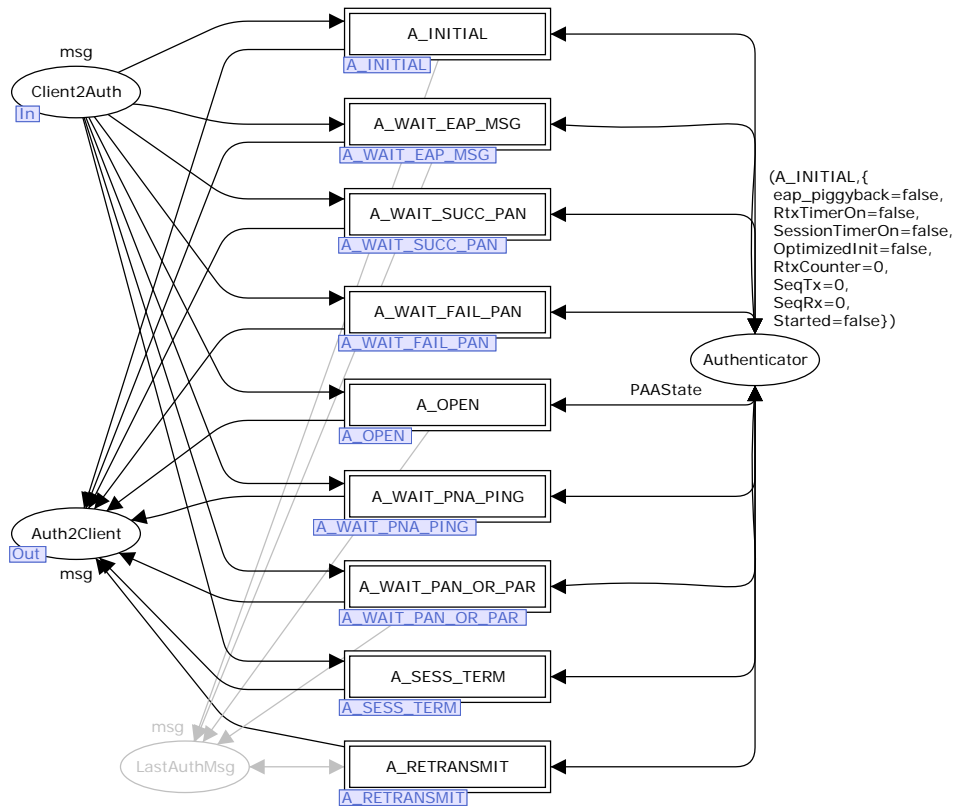 A_INITIAL
A_INITIAL
msg
Client2Auth
In
A_WAIT_EAP_MSG
A_WAIT_EAP_MSG
(A_INITIAL,{
eap_piggyback=false,
RtxTimerOn=false,
SessionTimerOn=false,
OptimizedInit=false,
RtxCounter=0,
SeqTx=0,
SeqRx=0,
Started=false})
A_WAIT_SUCC_PAN
A_WAIT_SUCC_PAN
A_WAIT_FAIL_PAN
A_WAIT_FAIL_PAN
Authenticator
PAAState
A_OPEN
A_OPEN
A_WAIT_PNA_PING
A_WAIT_PNA_PING
Auth2Client
Out
msg
A_WAIT_PAN_OR_PAR
A_WAIT_PAN_OR_PAR
A_SESS_TERM
A_SESS_TERM
msg
LastAuthMsg
A_RETRANSMIT
A_RETRANSMIT